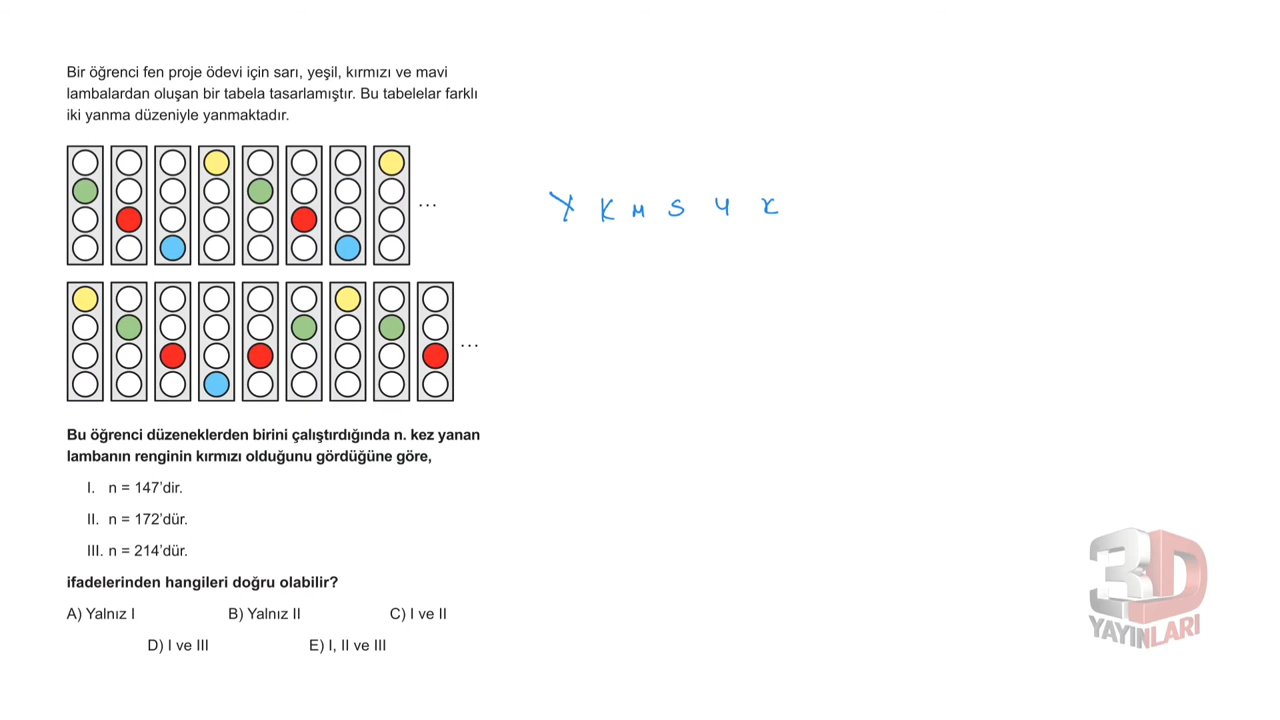 Bir öğrenci fen proje ödevi için sarı, yeşil, kırmızı ve mavi
lambalardan oluşan bir tabela tasarlamıştır. Bu tabelelar farklı
iki yanma düzeniyle yanmaktadır.
...
Y K M S Y K
...
Bu öğrenci düzeneklerden birini çalıştırdığında n. kez yanan
lambanın renginin kırmızı olduğunu gördüğüne göre,
I. n = 147'dir.
II. n = 172'dür.
III. n = 214'dür.
ifadelerinden hangileri doğru olabilir?
A) Yalnız I B) Yalnız II C) I ve II
D) I ve III E) I, II ve III
3D
YAYINLARI